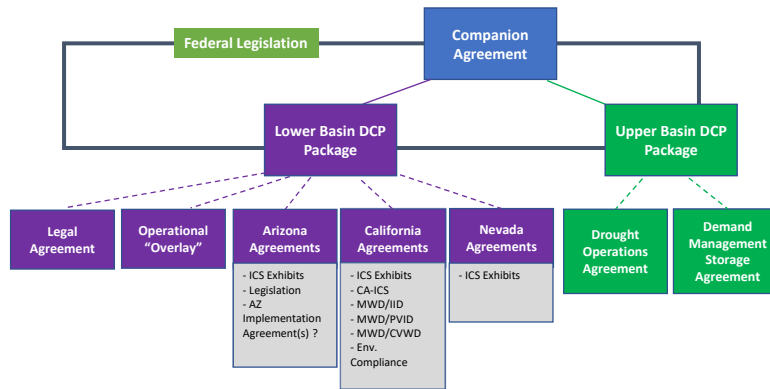 Federal Legislation
Companion
Agreement
Lower Basin DCP
Package
Upper Basin DCP
Package
Legal
Agreement
Operational
“Overlay”
Arizona
Agreements
- ICS Exhibits
- Legislation
- AZ
Implementation
Agreement(s) ?
California
Agreements
- ICS Exhibits
- CA-ICS
- MWD/IID
- MWD/PVID
- MWD/CVWD
- Env.
Compliance
Nevada
Agreements
- ICS Exhibits
Drought
Operations
Agreement
Demand
Management
Storage
Agreement